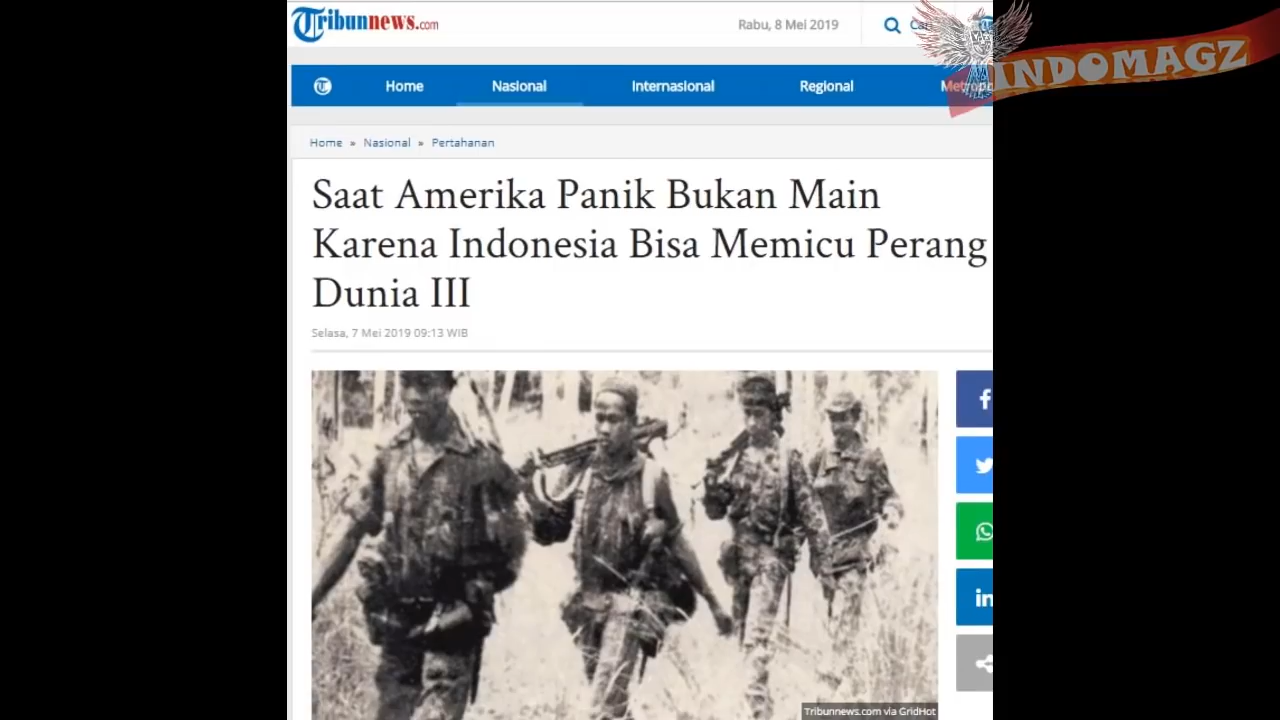 Tribunnews.com
Rabu, 8 Mei 2019
INDOMAGZ
Home
Nasional
Internasional
Regional
Home » Nasional » Pertahanan
Saat Amerika Panik Bukan Main
Karena Indonesia Bisa Memicu Perang
Dunia III
Selasa, 7 Mei 2019 09:13 WIB
Tribunnews.com via GridHot